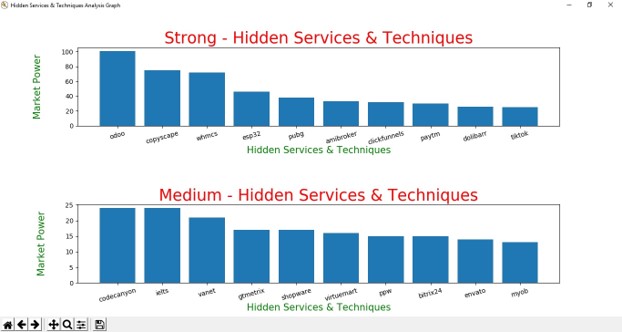 Hidden Services & Techniques Analysis Graph
Strong - Hidden Services & Techniques
Market Power
100
80
60
40
20
0
odoo copyscape whmcs esp32 pubg amibroker clickfunnels paytm dolibarr tiktok
Hidden Services & Techniques
Medium - Hidden Services & Techniques
Market Power
25
20
15
10
5
0
codecanyon ielts vanet gtmetrix shopware virtuemart ppw bitrix24 envato myob
Hidden Services & Techniques